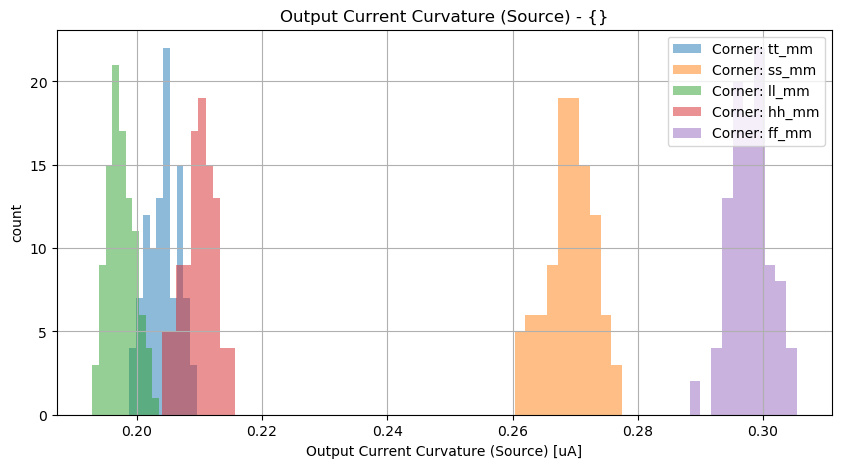 Output Current Curvature (Source) - {}
Corner: tt_mm
Corner: ss_mm
Corner: ll_mm
Corner: hh_mm
Corner: ff_mm
count
20
15
10
5
0
0.20 0.22 0.24 0.26 0.28 0.30
Output Current Curvature (Source) [uA]